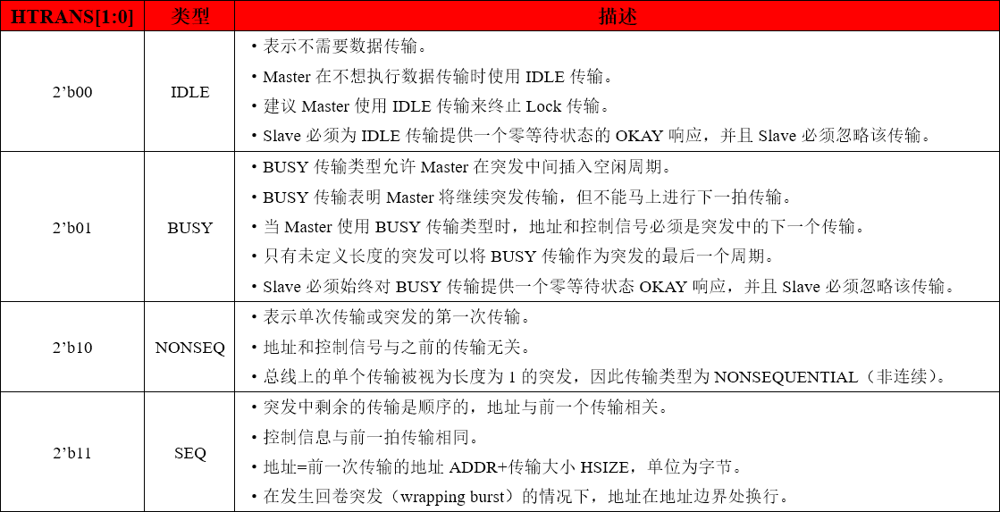 HTRANS[1:0] 类型 描述
2’b00 IDLE
·表示不需要数据传输。
·Master 在不想执行数据传输时使用 IDLE 传输。
·建议 Master 使用 IDLE 传输来终止 Lock 传输。
·Slave 必须为 IDLE 传输提供一个零等待状态的 OKAY 响应，并且 Slave 必须忽略该传输。
2’b01 BUSY
·BUSY 传输类型允许 Master 在突发中间插入空闲周期。
·BUSY 传输表明 Master 将继续突发传输，但不能马上进行下一拍传输。
·当 Master 使用 BUSY 传输类型时，地址和控制信号必须是突发中的下一个传输。
·只有未定义长度的突发可以将 BUSY 传输作为突发的最后一个周期。
·Slave 必须始终对 BUSY 传输提供一个零等待状态 OKAY 响应，并且 Slave 必须忽略该传输。
2’b10 NONSEQ
·表示单次传输或突发的第一次传输。
·地址和控制信号与之前的传输无关。
·总线上的单个传输被视为长度为 1 的突发，因此传输类型为 NONSEQUENTIAL（非连续）。
2’b11 SEQ
·突发中剩余的传输是顺序的，地址与前一个传输相关。
·控制信息与前一拍传输相同。
·地址=前一次传输的地址 ADDR+传输大小 HSIZE，单位为字节。
·在发生回卷突发（wrapping burst）的情况下，地址在地址边界处换行。